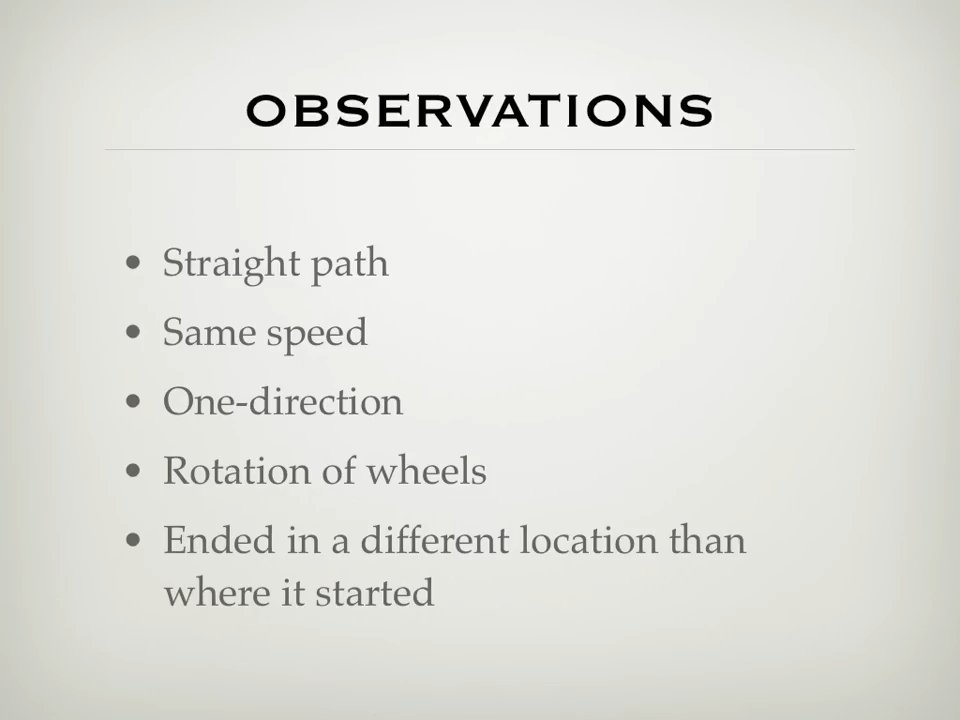 OBSERVATIONS
• Straight path
• Same speed
• One-direction
• Rotation of wheels
• Ended in a different location than
where it started